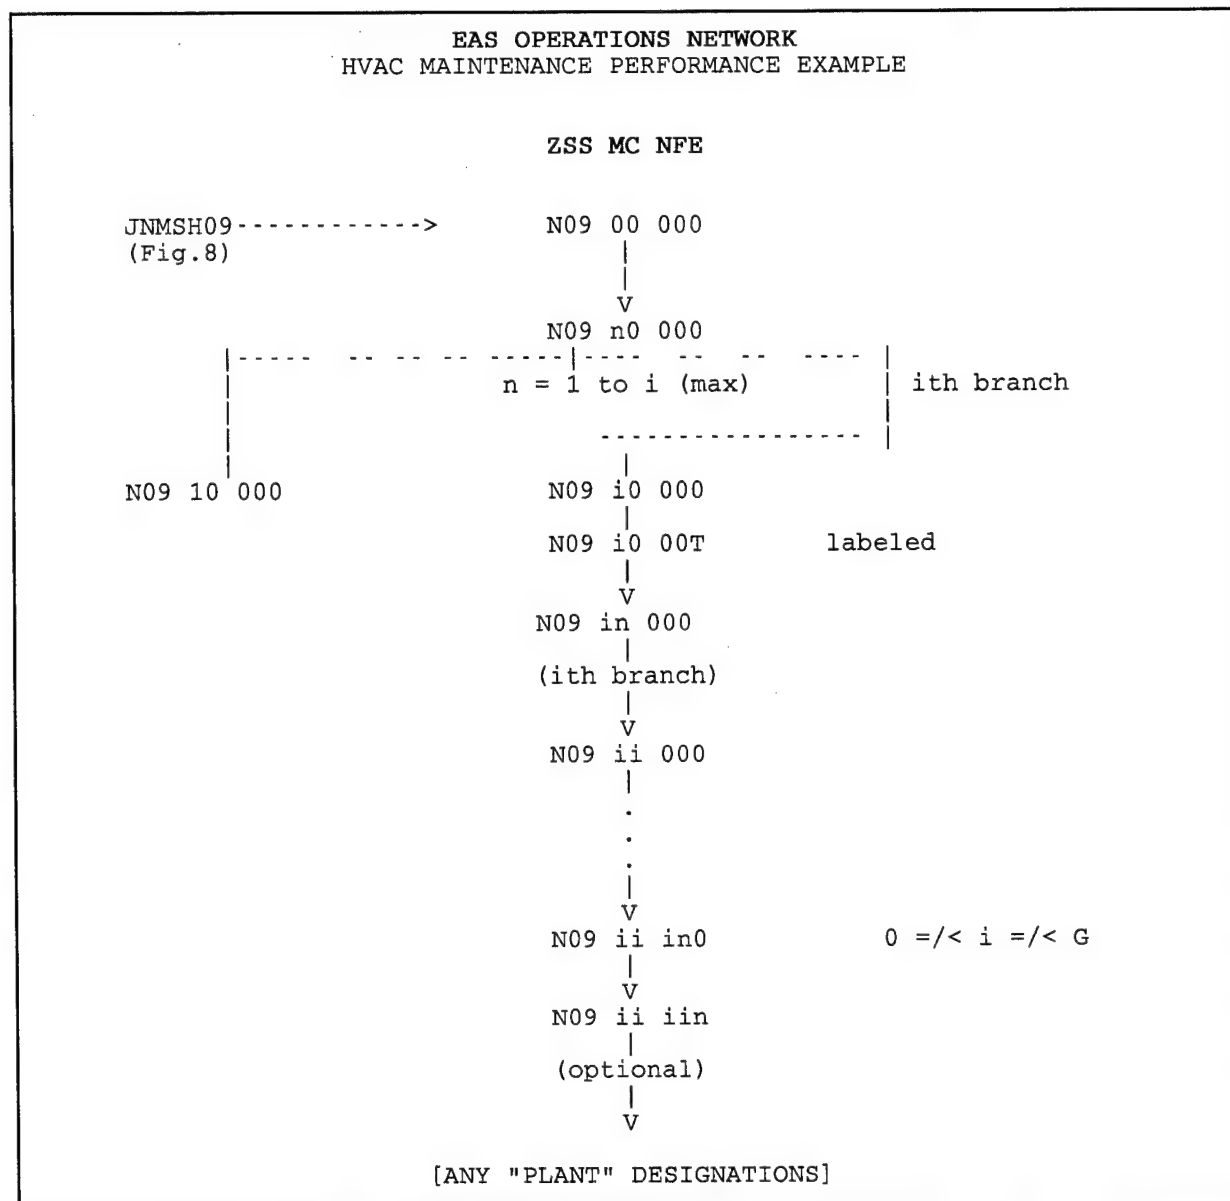 EAS OPERATIONS NETWORK
HVAC MAINTENANCE PERFORMANCE EXAMPLE
ZSS MC NFE
JNMSH09------------> N09 00 000
(Fig.8)
V
N09 n0 000
n = 1 to i (max) ith branch
N09 10 000 N09 i0 000
N09 i0 00T labeled
V
N09 in 000
(ith branch)
V
N09 ii 000
.
.
.
V
N09 ii in0 0 =/< i =/< G
V
N09 ii iin
(optional)
V
[ANY "PLANT" DESIGNATIONS]